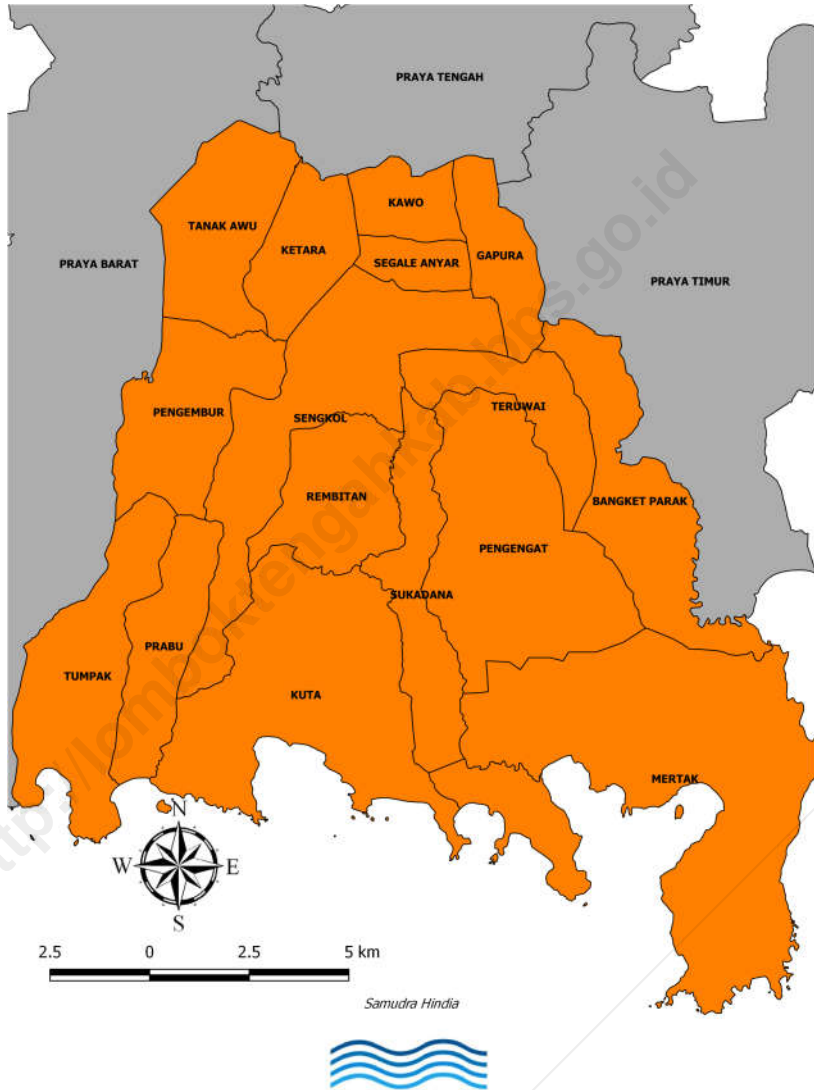 PRAYA TENGAH
KAWO
TANAK AWU
KETARA
GAPURA
SEGALE ANYAR
PRAYA BARAT
PRAYA TIMUR
PENGEMBUR
SENGKOL
TERUWAI
REMBITAN
BANGKET PARAK
PENGENGAT
SUKADANA
PRABU
TUMPAK
KUTA
MERTAK
N
W
E
S
2.5 0 2.5 5 km
Samudra Hindia
http://lomboktengahkab.bps.go.id